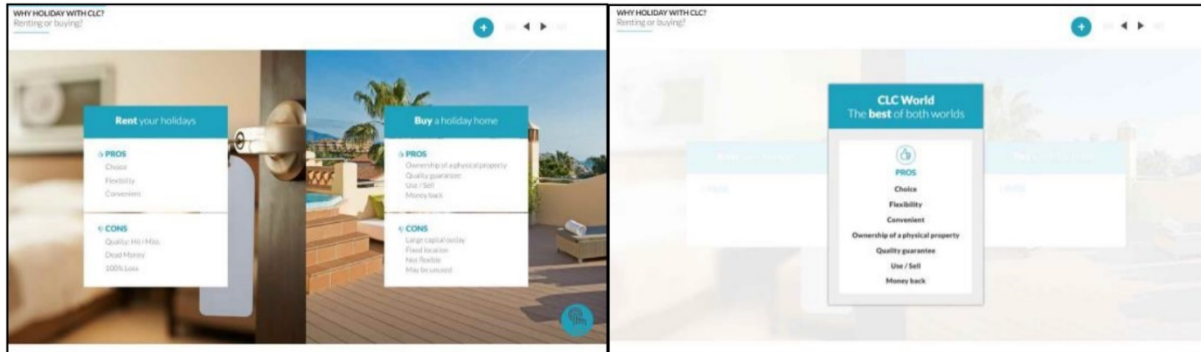 WHY HOLIDAY WITH CLC?
Renting or buying?
Rent your holidays
PROS
Choice
Flexibility
Convenient
CONS
Quality: Hit / Miss
Dead Money
100% Loss
Buy a holiday home
PROS
Ownership of a physical property
Quality guarantee
Use / Sell
Money back
CONS
Large capital outlay
Fixed location
Not flexible
May be unused
WHY HOLIDAY WITH CLC?
Renting or buying?
CLC World
The best of both worlds
PROS
Choice
Flexibility
Convenient
Ownership of a physical property
Quality guarantee
Use / Sell
Money back